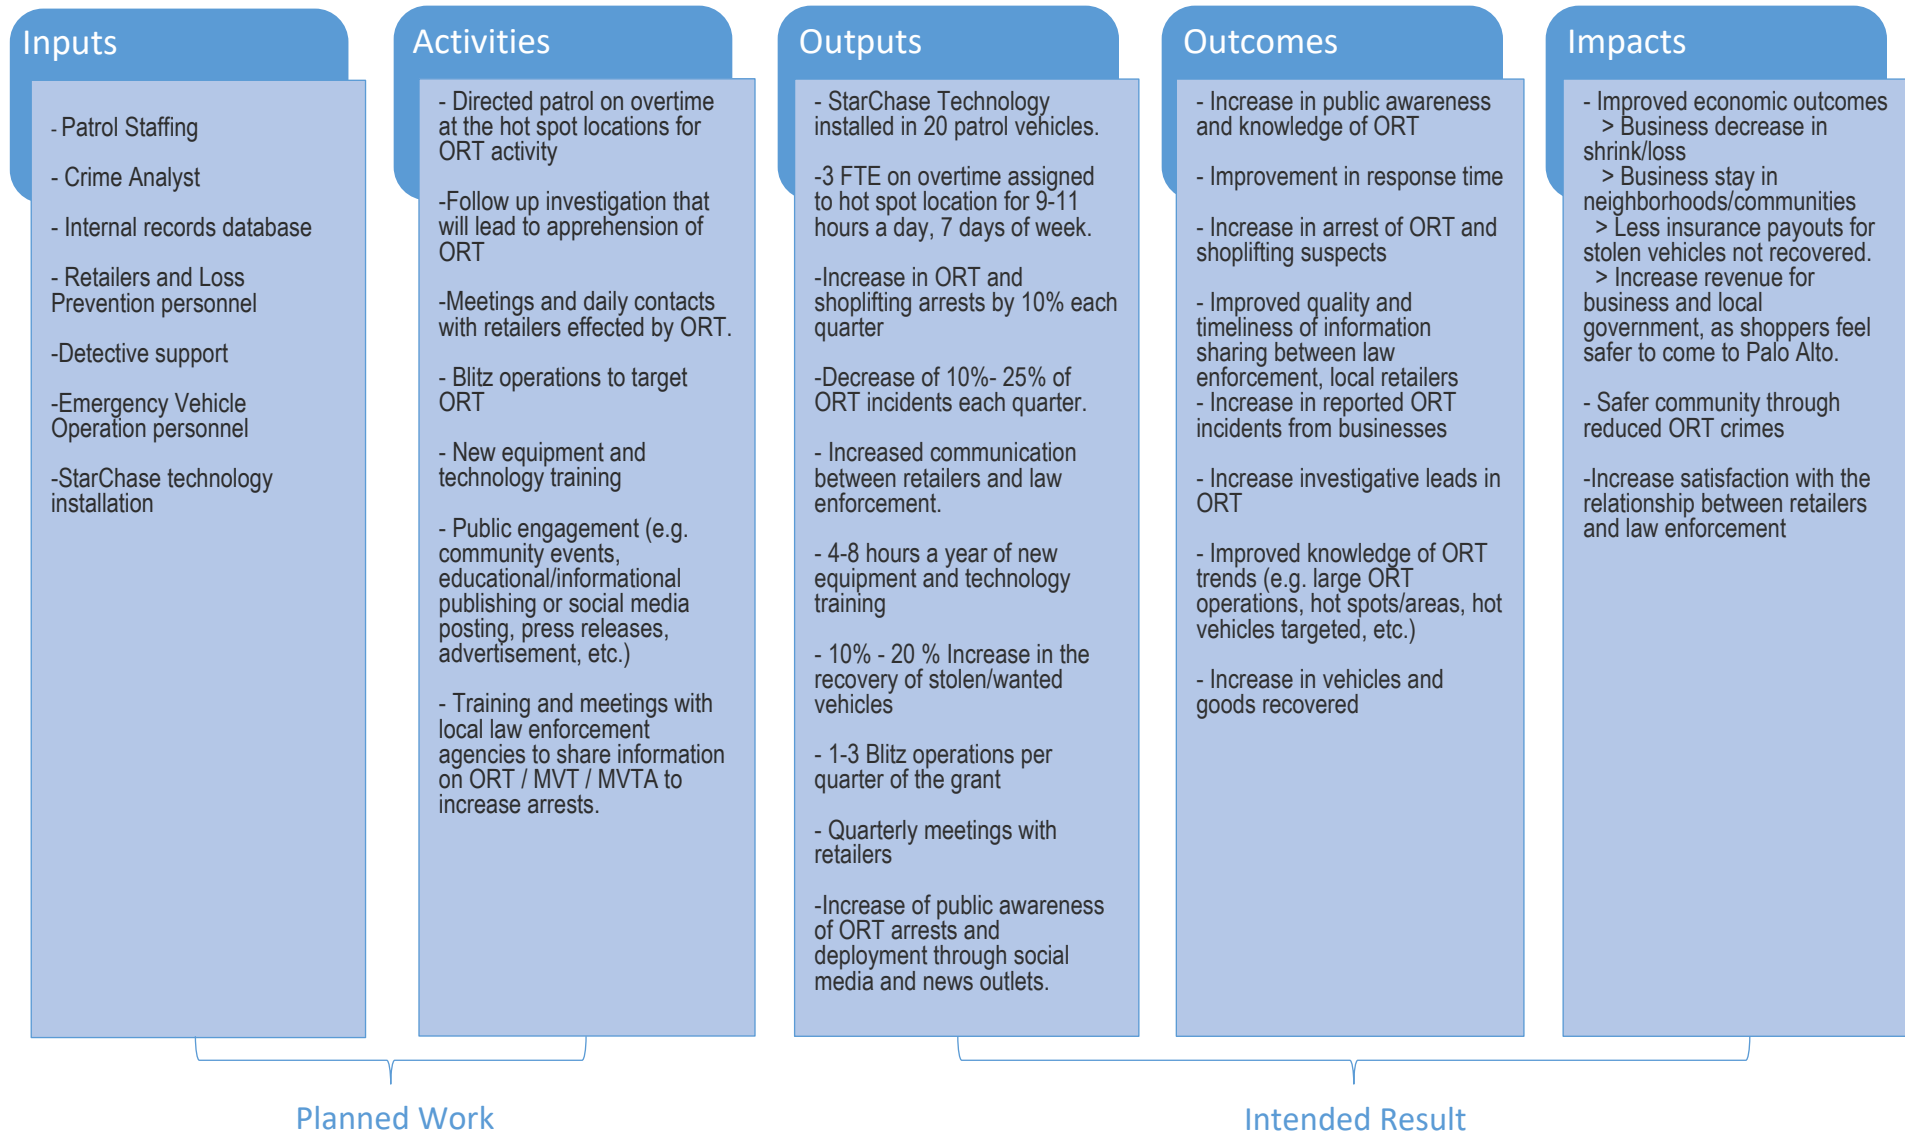 Inputs
- Patrol Staffing
- Crime Analyst
- Internal records database
- Retailers and Loss
Prevention personnel
-Detective support
-Emergency Vehicle
Operation personnel
-StarChase technology
installation
Activities
- Directed patrol on overtime
at the hot spot locations for
ORT activity
-Follow up investigation that
will lead to apprehension of
ORT
-Meetings and daily contacts
with retailers effected by ORT.
- Blitz operations to target
ORT
- New equipment and
technology training
- Public engagement (e.g.
community events,
educational/informational
publishing or social media
posting, press releases,
advertisement, etc.)
- Training and meetings with
local law enforcement
agencies to share information
on ORT / MVT / MVTA to
increase arrests.
Outputs
- StarChase Technology
installed in 20 patrol vehicles.
-3 FTE on overtime assigned
to hot spot location for 9-11
hours a day, 7 days of week.
-Increase in ORT and
shoplifting arrests by 10% each
quarter
-Decrease of 10%- 25% of
ORT incidents each quarter.
- Increased communication
between retailers and law
enforcement.
- 4-8 hours a year of new
equipment and technology
training
- 10% - 20 % Increase in the
recovery of stolen/wanted
vehicles
- 1-3 Blitz operations per
quarter of the grant
- Quarterly meetings with
retailers
-Increase of public awareness
of ORT arrests and
deployment through social
media and news outlets.
Outcomes
- Increase in public awareness
and knowledge of ORT
- Improvement in response time
- Increase in arrest of ORT and
shoplifting suspects
- Improved quality and
timeliness of information
sharing between law
enforcement, local retailers
- Increase in reported ORT
incidents from businesses
- Increase investigative leads in
ORT
- Improved knowledge of ORT
trends (e.g. large ORT
operations, hot spots/areas, hot
vehicles targeted, etc.)
- Increase in vehicles and
goods recovered
Impacts
- Improved economic outcomes
> Business decrease in
shrink/loss
> Business stay in
neighborhoods/communities
> Less insurance payouts for
stolen vehicles not recovered.
> Increase revenue for
business and local
government, as shoppers feel
safer to come to Palo Alto.
- Safer community through
reduced ORT crimes
-Increase satisfaction with the
relationship between retailers
and law enforcement
Planned Work
Intended Result